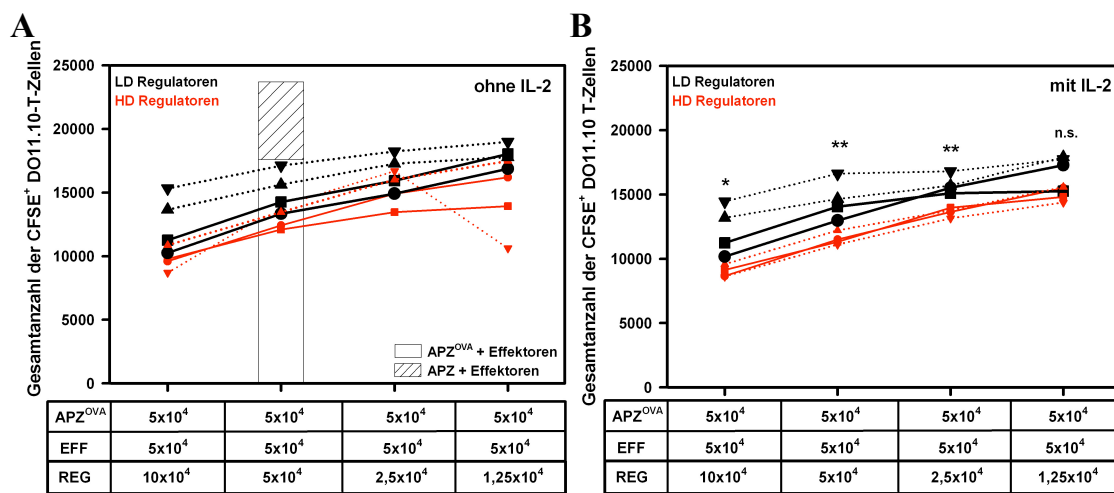 A
Gesamtanzahl der CFSE⁺ DO11.10-T-Zellen
25000
20000
15000
10000
5000
0
LD Regulatoren
HD Regulatoren
ohne IL-2
APZᴼⱽᴬ + Effektoren
APZ + Effektoren
APZᴼⱽᴬ 5x10⁴ 5x10⁴ 5x10⁴ 5x10⁴
EFF 5x10⁴ 5x10⁴ 5x10⁴ 5x10⁴
REG 10x10⁴ 5x10⁴ 2,5x10⁴ 1,25x10⁴
B
Gesamtanzahl der CFSE⁺ DO11.10 T-Zellen
25000
20000
15000
10000
5000
0
LD Regulatoren
HD Regulatoren
mit IL-2
*
**
**
n.s.
APZᴼⱽᴬ 5x10⁴ 5x10⁴ 5x10⁴ 5x10⁴
EFF 5x10⁴ 5x10⁴ 5x10⁴ 5x10⁴
REG 10x10⁴ 5x10⁴ 2,5x10⁴ 1,25x10⁴